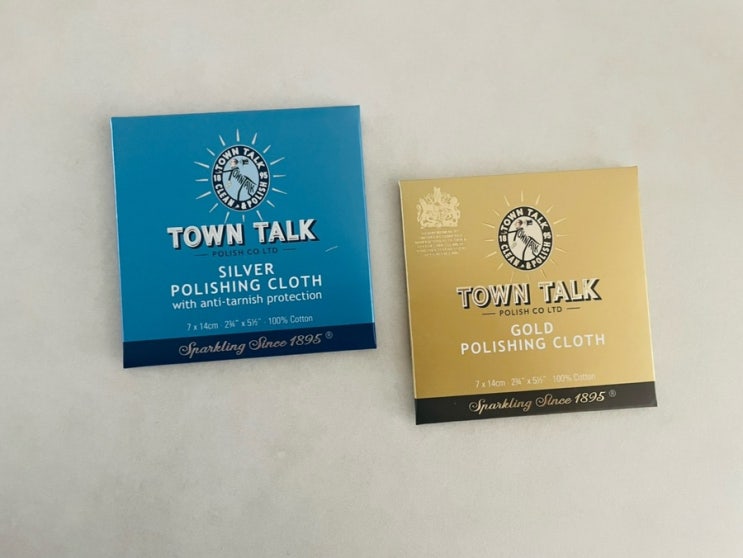 TOWN TALK
CLEAN & POLISH
TOWN TALK
POLISH CO LTD
SILVER
POLISHING CLOTH
with anti-tarnish protection
7 x 14cm · 2¾" x 5½" · 100% Cotton
Sparkling Since 1895 ®
TOWN TALK
CLEAN & POLISH
TOWN TALK
POLISH CO LTD
GOLD
POLISHING CLOTH
7 x 14cm · 2¾" x 5½" · 100% Cotton
Sparkling Since 1895 ®